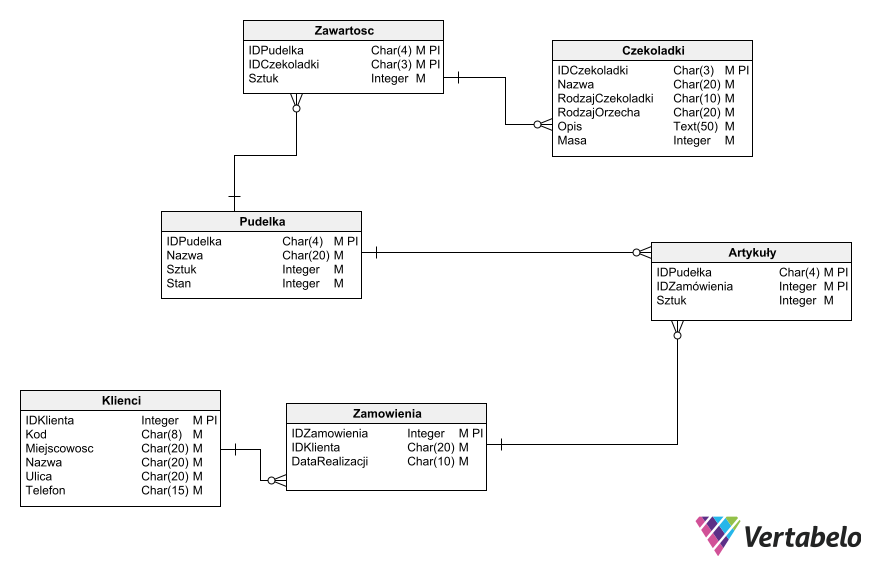 Zawartosc
IDPudelka Char(4) M PI
IDCzekoladki Char(3) M PI
Sztuk Integer M
Czekoladki
IDCzekoladki Char(3) M PI
Nazwa Char(20) M
RodzajCzekoladki Char(10) M
RodzajOrzecha Char(20) M
Opis Text(50) M
Masa Integer M
Pudelka
IDPudelka Char(4) M PI
Nazwa Char(20) M
Sztuk Integer M
Stan Integer M
Artykuły
IDPudełka Char(4) M PI
IDZamówienia Integer M PI
Sztuk Integer M
Klienci
IDKlienta Integer M PI
Kod Char(8) M
Miejscowosc Char(20) M
Nazwa Char(20) M
Ulica Char(20) M
Telefon Char(15) M
Zamowienia
IDZamowienia Integer M PI
IDKlienta Char(20) M
DataRealizacji Char(10) M
Vertabelo